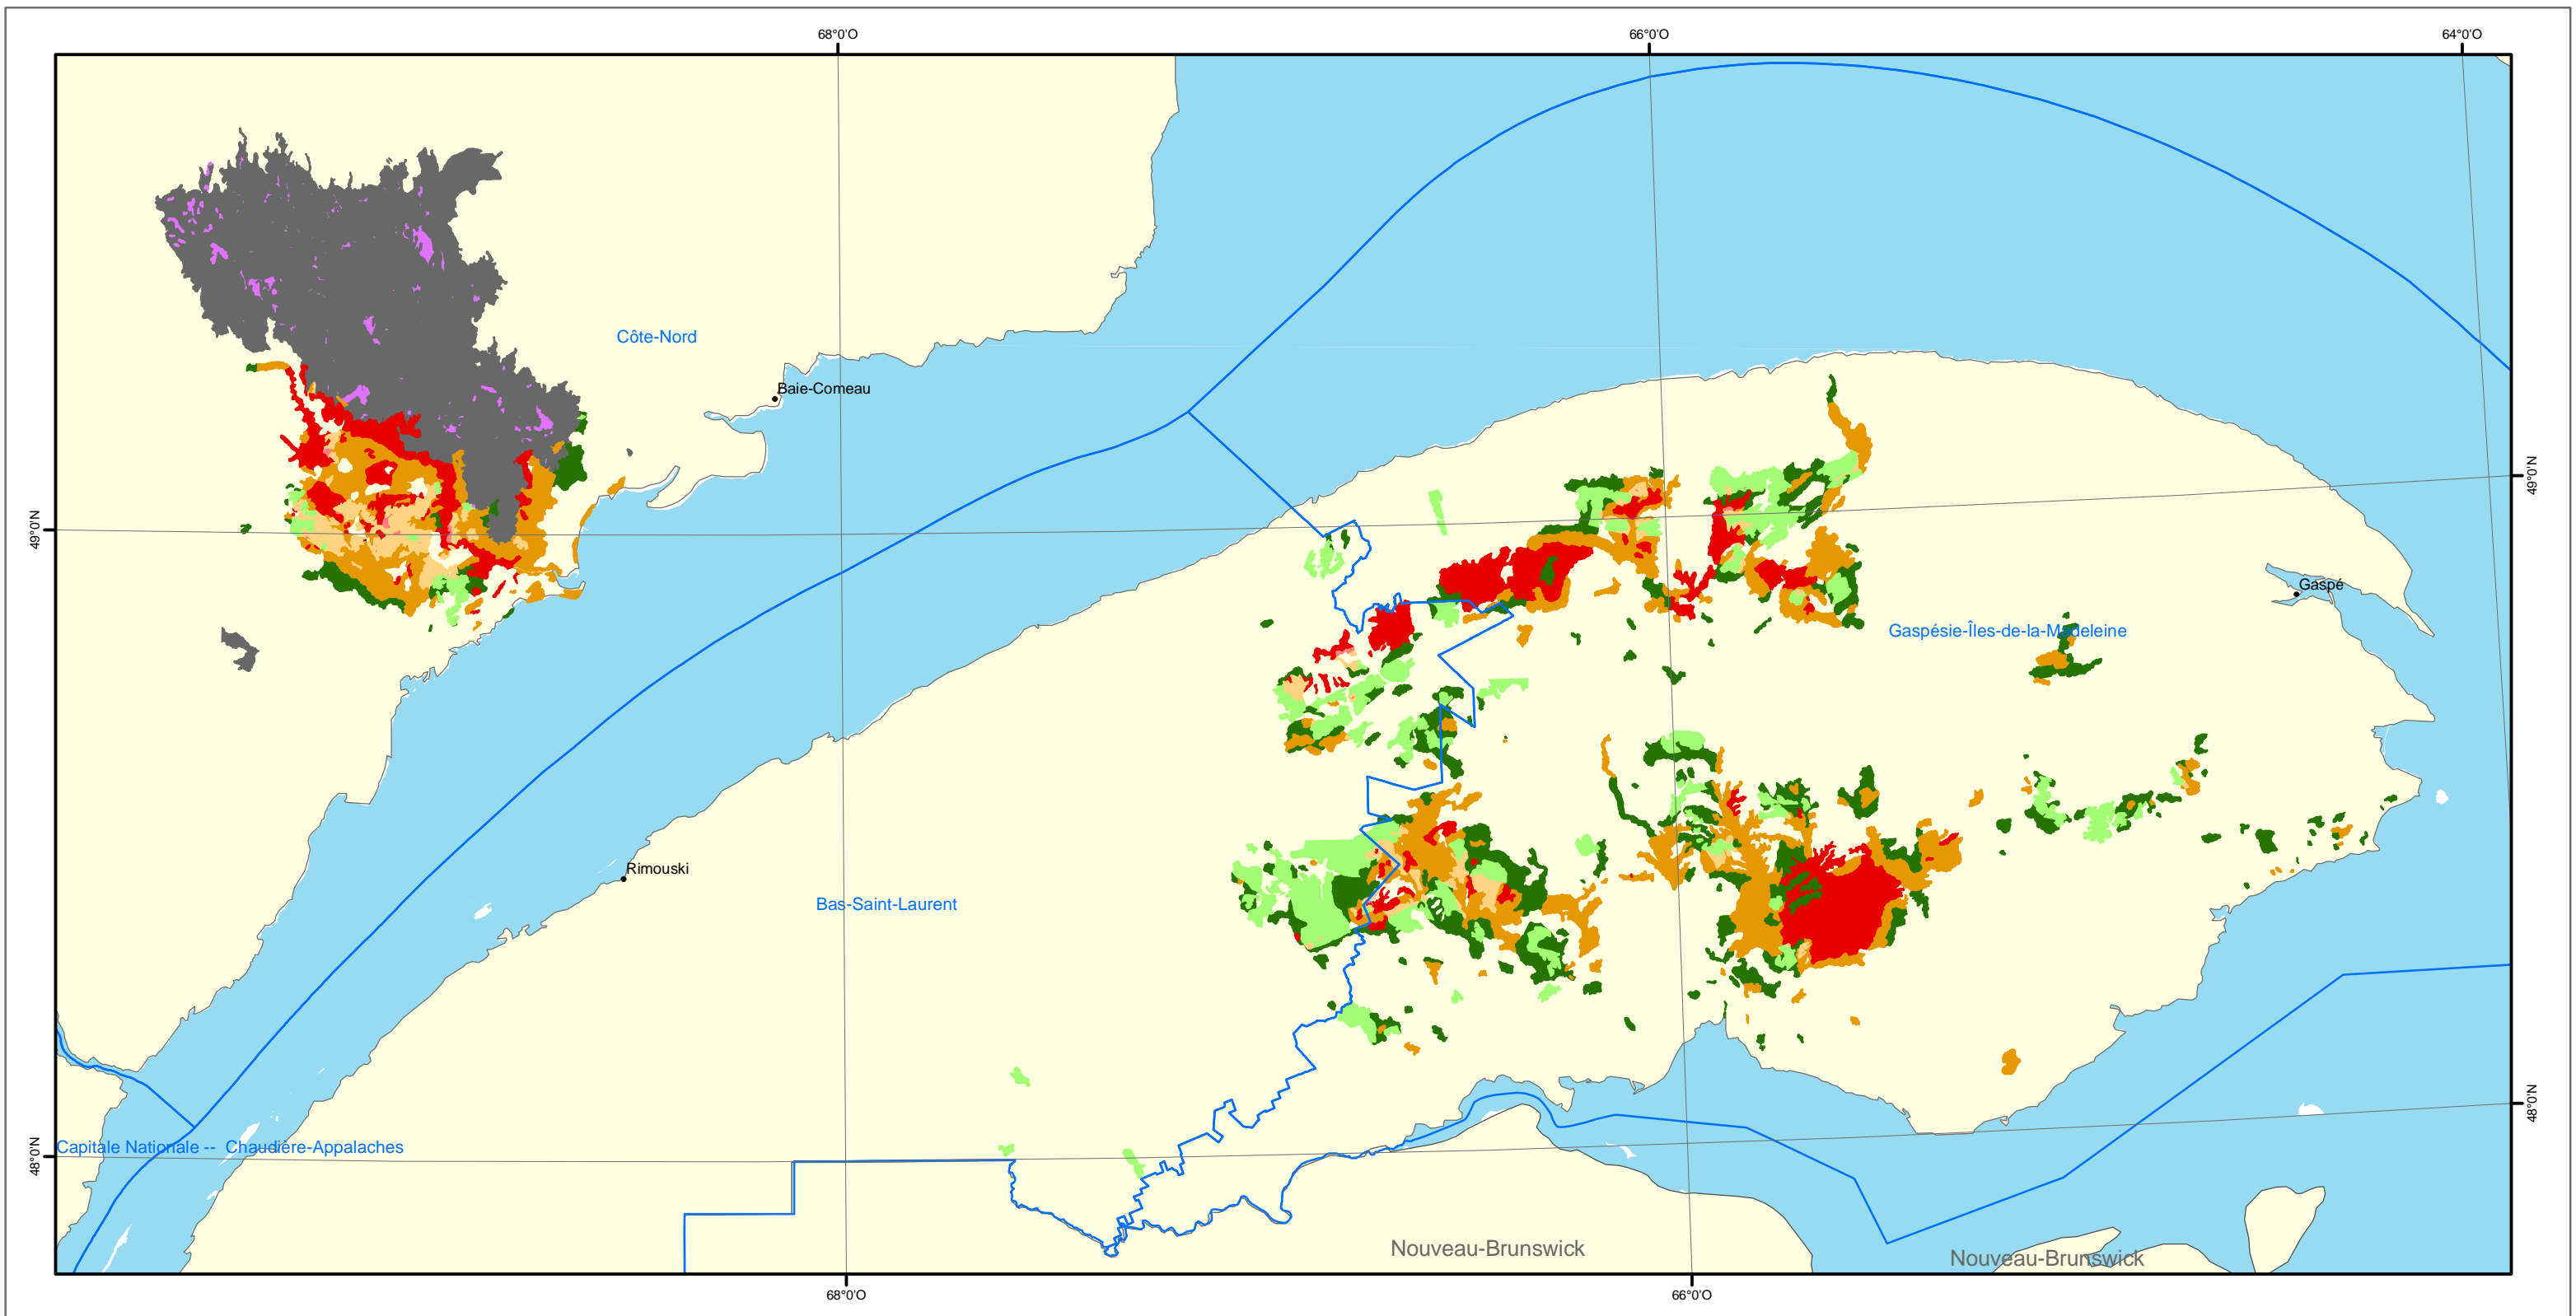 68°0'O
66°0'O
64°0'O
Côte-Nord
Baie-Comeau
49°0'N
49°0'N
Gaspé
Gaspésie-Îles-de-la-Madeleine
Rimouski
Bas-Saint-Laurent
48°0'N
48°0'N
Capitale Nationale -- Chaudière-Appalaches
Nouveau-Brunswick
Nouveau-Brunswick
68°0'O
66°0'O